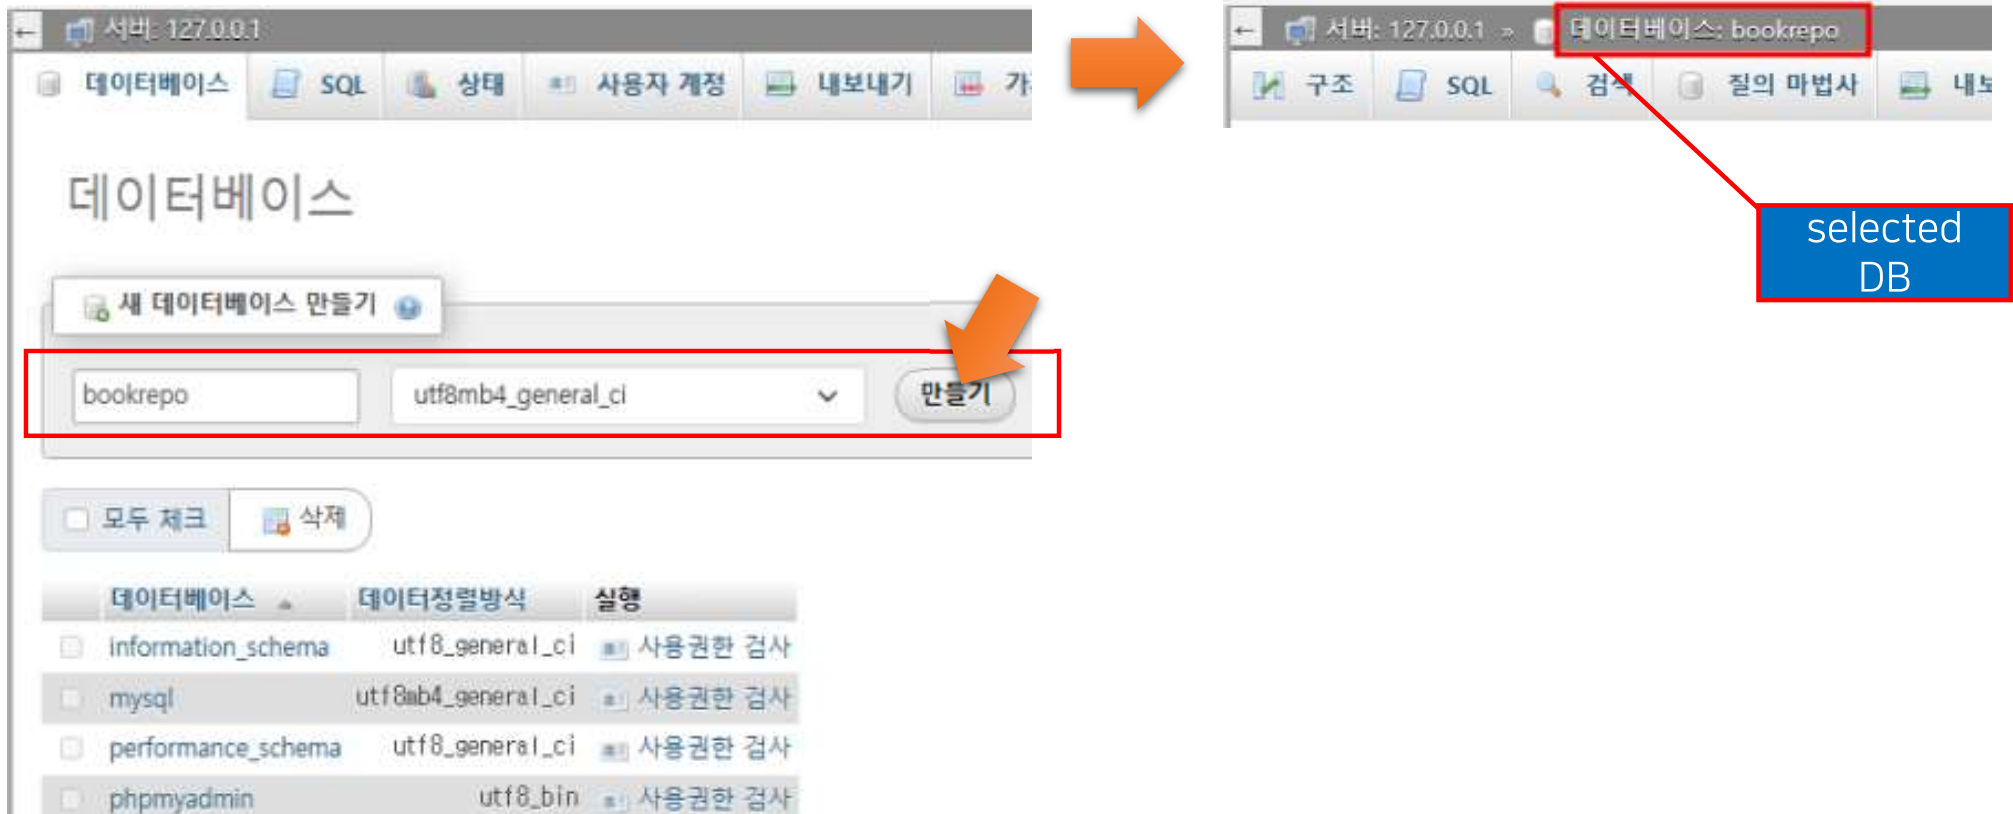 서버: 127.0.0.1
데이터베이스 SQL 상태 사용자 계정 내보내기
데이터베이스
새 데이터베이스 만들기
bookrepo utf8mb4_general_ci 만들기
모두 체크 삭제
데이터베이스 데이터정렬방식 실행
information_schema utf8_general_ci 사용권한 검사
mysql utf8mb4_general_ci 사용권한 검사
performance_schema utf8_general_ci 사용권한 검사
phpmyadmin utf8_bin 사용권한 검사
서버: 127.0.0.1 » 데이터베이스: bookrepo
구조 SQL 검색 질의 마법사
selected
DB